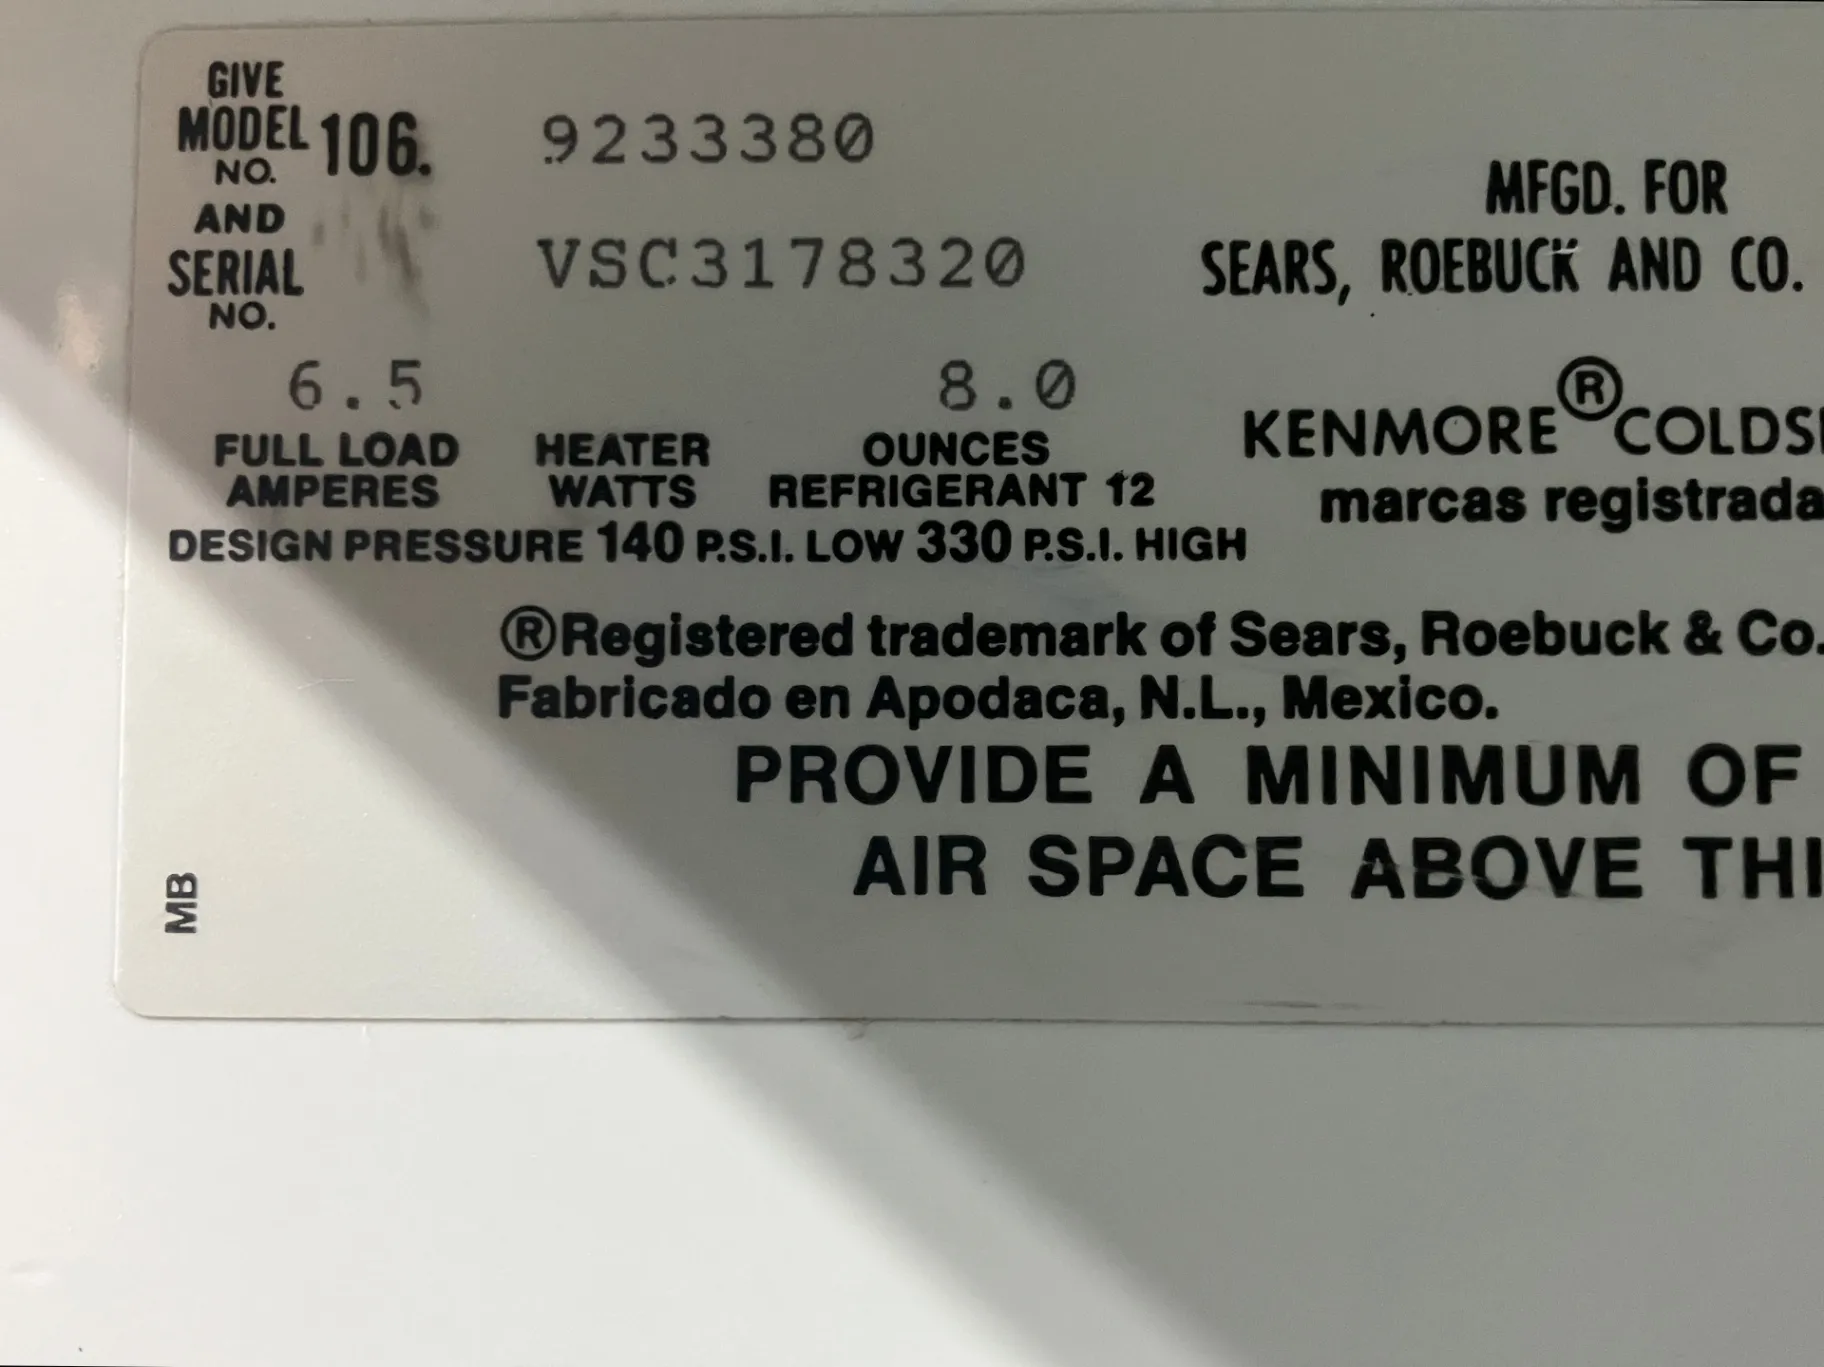 GIVE
MODEL 106. 9233380
NO.
AND
SERIAL VSC3178320
NO.
MFGD. FOR
SEARS, ROEBUCK AND CO.
6.5 8.0
FULL LOAD HEATER OUNCES
AMPERES WATTS REFRIGERANT 12
DESIGN PRESSURE 140 P.S.I. LOW 330 P.S.I. HIGH
KENMORE® COLDS
marcas registrada
®Registered trademark of Sears, Roebuck & Co.
Fabricado en Apodaca, N.L., Mexico.
PROVIDE A MINIMUM OF
AIR SPACE ABOVE THI
MB